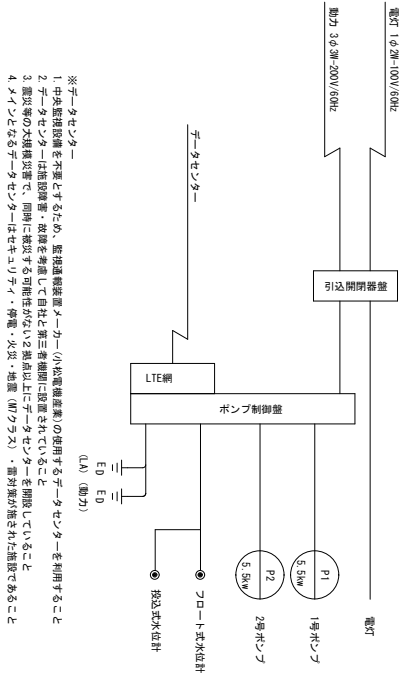 電灯 1φ2W-100V/60Hz
動力 3φ3W-200V/60Hz
引込開閉器盤
電灯
データセンター
LTE網
ポンプ制御盤
P1
5.5kw
1号ポンプ
P2
5.5kw
2号ポンプ
フロート式水位計
投込式水位計
ED
ED
(LA)
(動力)
※データセンター
1. 中央監視設備を不要とするため、監視通報装置メーカー(小松電機産業)の使用するデータセンターを利用すること
2. データセンターは施設障害・故障を考慮して自社と第三者機関に設置されていること
3. 震災等の大規模災害で、同時に被災する可能性がない2拠点以上にデータセンターを開設していること
4. メインとなるデータセンターはセキュリティ・停電・火災・地震(M7クラス)・雷対策が施された施設であること